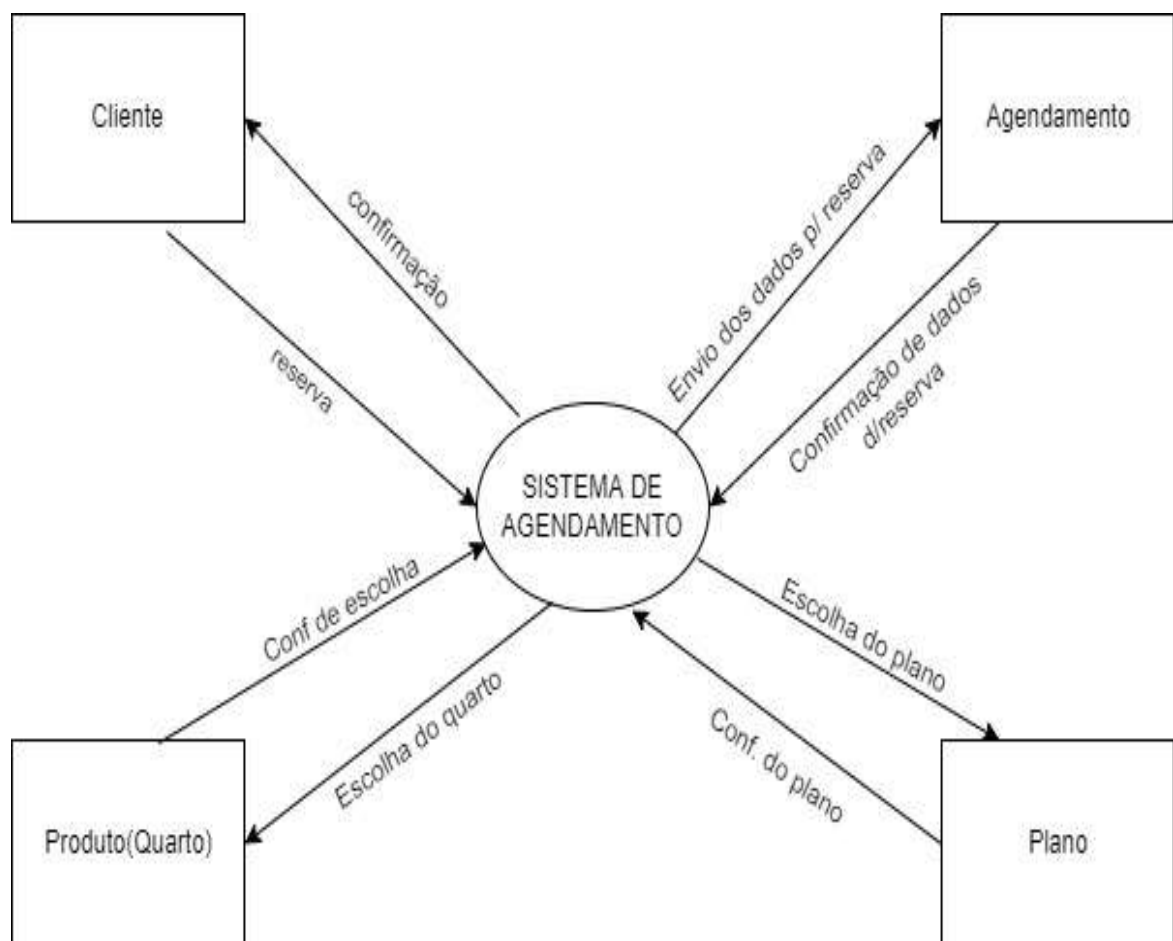 Cliente
Agendamento
confirmação
reserva
Envio dos dados p/ reserva
Confirmação de dados
d/reserva
SISTEMA DE
AGENDAMENTO
Conf de escolha
Escolha do quarto
Escolha do plano
Conf. do plano
Produto(Quarto)
Plano